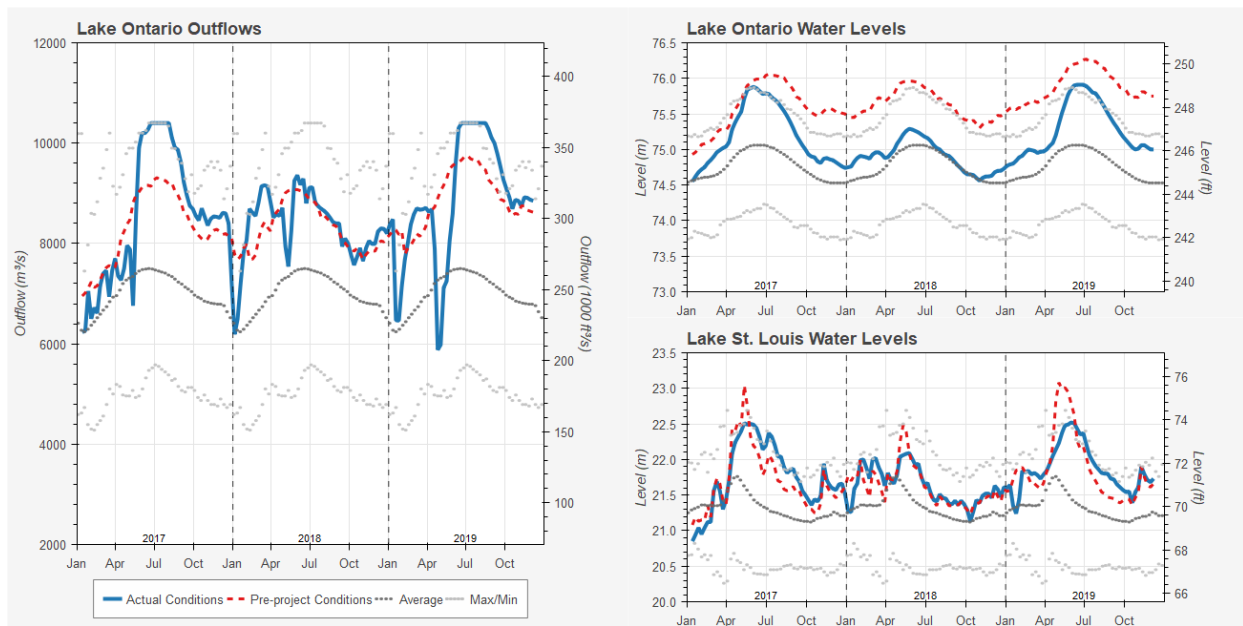 Lake Ontario Outflows
12000
10000
8000
6000
4000
2000
Outflow (m³/s)
400
350
300
250
200
150
100
Outflow ('000 ft³/s)
2017 2018 2019
Jan Apr Jul Oct Jan Apr Jul Oct Jan Apr Jul Oct
Actual Conditions Pre-project Conditions Average Max/Min
Lake Ontario Water Levels
76.5
76.0
75.5
75.0
74.5
74.0
73.5
73.0
Level (m)
250
248
246
244
242
240
Level (ft)
2017 2018 2019
Jan Apr Jul Oct Jan Apr Jul Oct Jan Apr Jul Oct
Lake St. Louis Water Levels
23.5
23.0
22.5
22.0
21.5
21.0
20.5
20.0
Level (m)
76
74
72
70
68
66
Level (ft)
2017 2018 2019
Jan Apr Jul Oct Jan Apr Jul Oct Jan Apr Jul Oct